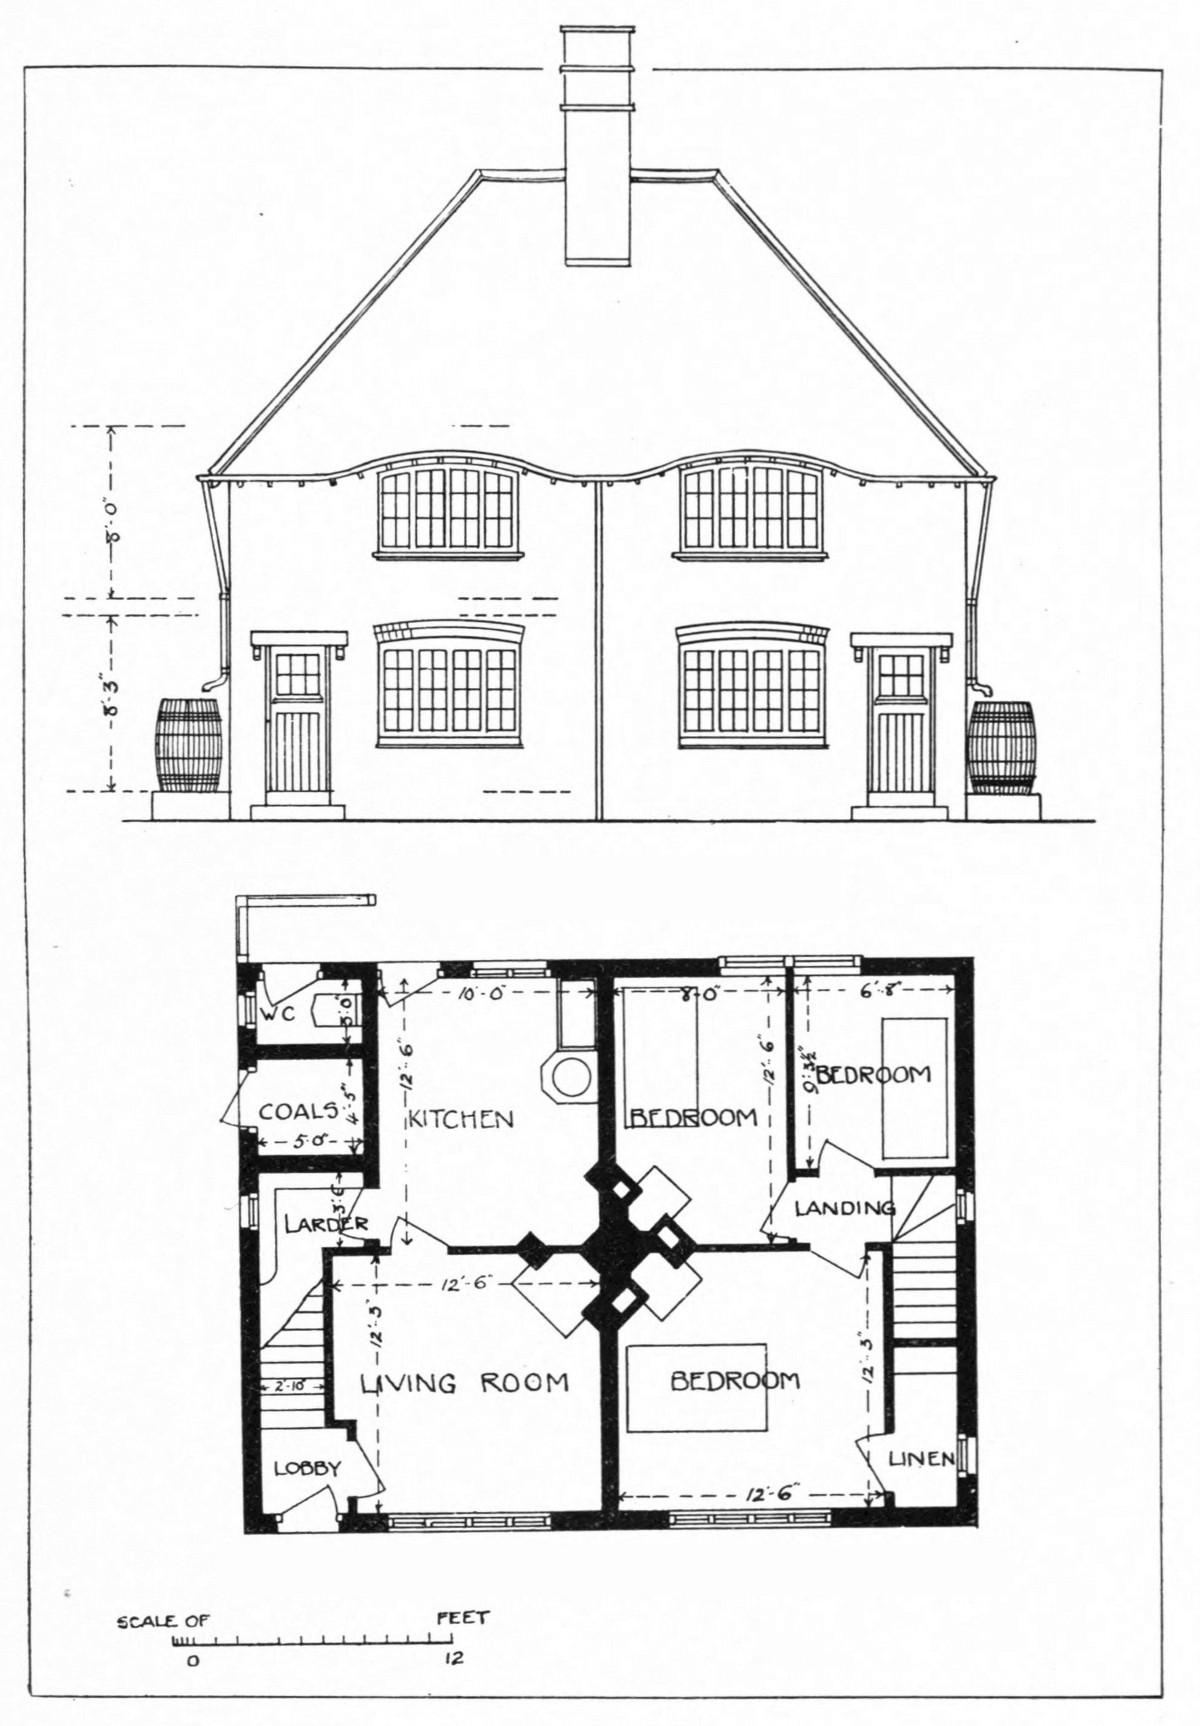 8'-0"
8'-3"
10'-0"
8'-0"
6'-8"
WC
3'0"
12'-6"
12'-6"
9'-3½"
BEDROOM
COALS
4'-5"
KITCHEN
BEDROOM
5'0"
LARDER
3'6
LANDING
12'-6"
12'-3"
LIVING ROOM
BEDROOM
12'-3"
2'-10"
LOBBY
LINEN
12'-6"
SCALE OF FEET
0 12